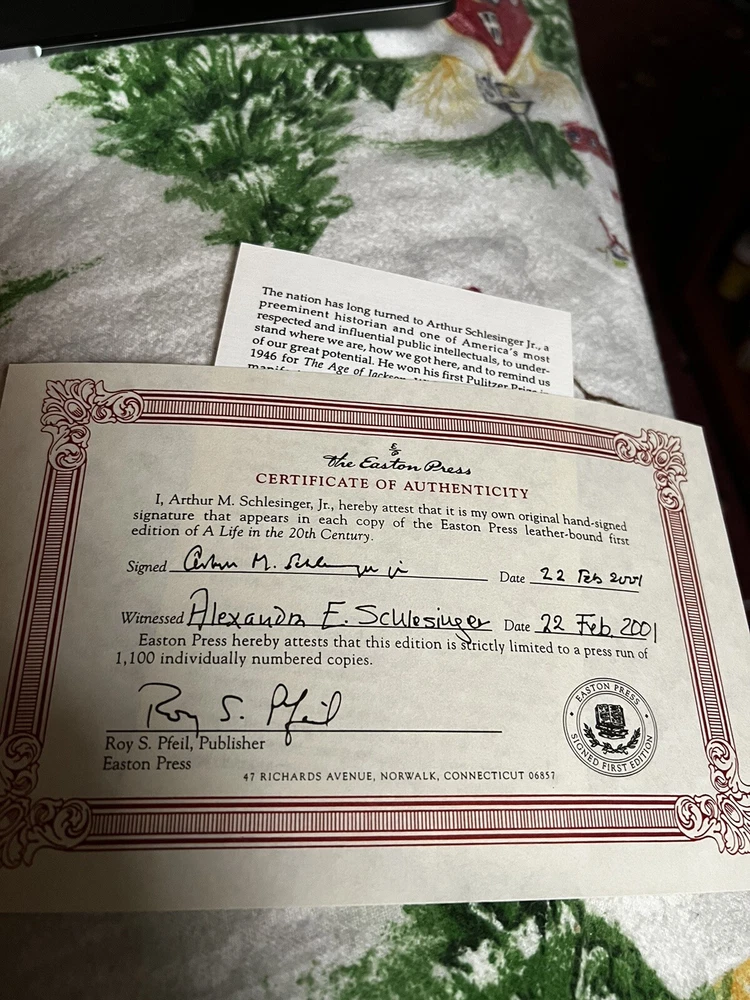 The nation has long turned to Arthur Schlesinger Jr., a
preeminent historian and one of America's most
respected and influential public intellectuals, to under-
stand where we are, how we got here, and to remind us
of our great potential. He won his first Pulitzer Prize in
1946 for The Age of Jackson,
The Easton Press
CERTIFICATE OF AUTHENTICITY
I, Arthur M. Schlesinger, Jr., hereby attest that it is my own original hand-signed
signature that appears in each copy of the Easton Press leather-bound first
edition of A Life in the 20th Century.
Signed Arthur M. Schlesinger jr Date 22 Feb 2001
Witnessed Alexandra E. Schlesinger Date 22 Feb 2001
Easton Press hereby attests that this edition is strictly limited to a press run of
1,100 individually numbered copies.
Roy S. Pfeil
Roy S. Pfeil, Publisher
Easton Press
47 RICHARDS AVENUE, NORWALK, CONNECTICUT 06857
EASTON PRESS
SIGNED FIRST EDITION